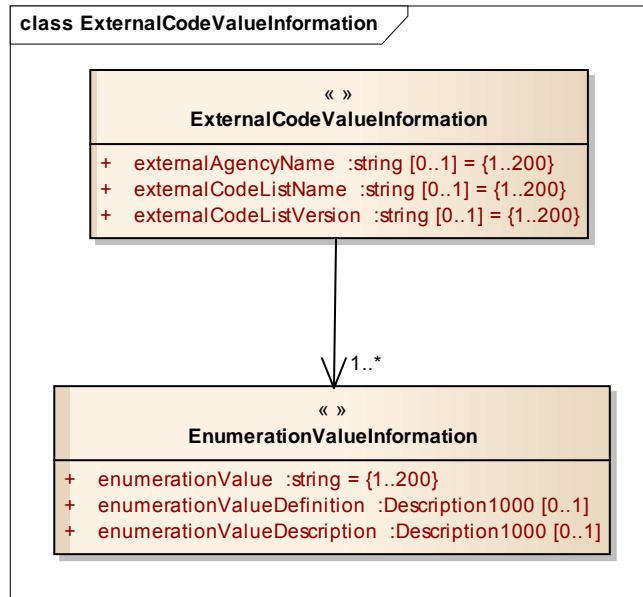 class ExternalCodeValueInformation
« »
ExternalCodeValueInformation
+ externalAgencyName :string [0..1] = {1..200}
+ externalCodeListName :string [0..1] = {1..200}
+ externalCodeListVersion :string [0..1] = {1..200}
1..*
« »
EnumerationValueInformation
+ enumerationValue :string = {1..200}
+ enumerationValueDefinition :Description1000 [0..1]
+ enumerationValueDescription :Description1000 [0..1]